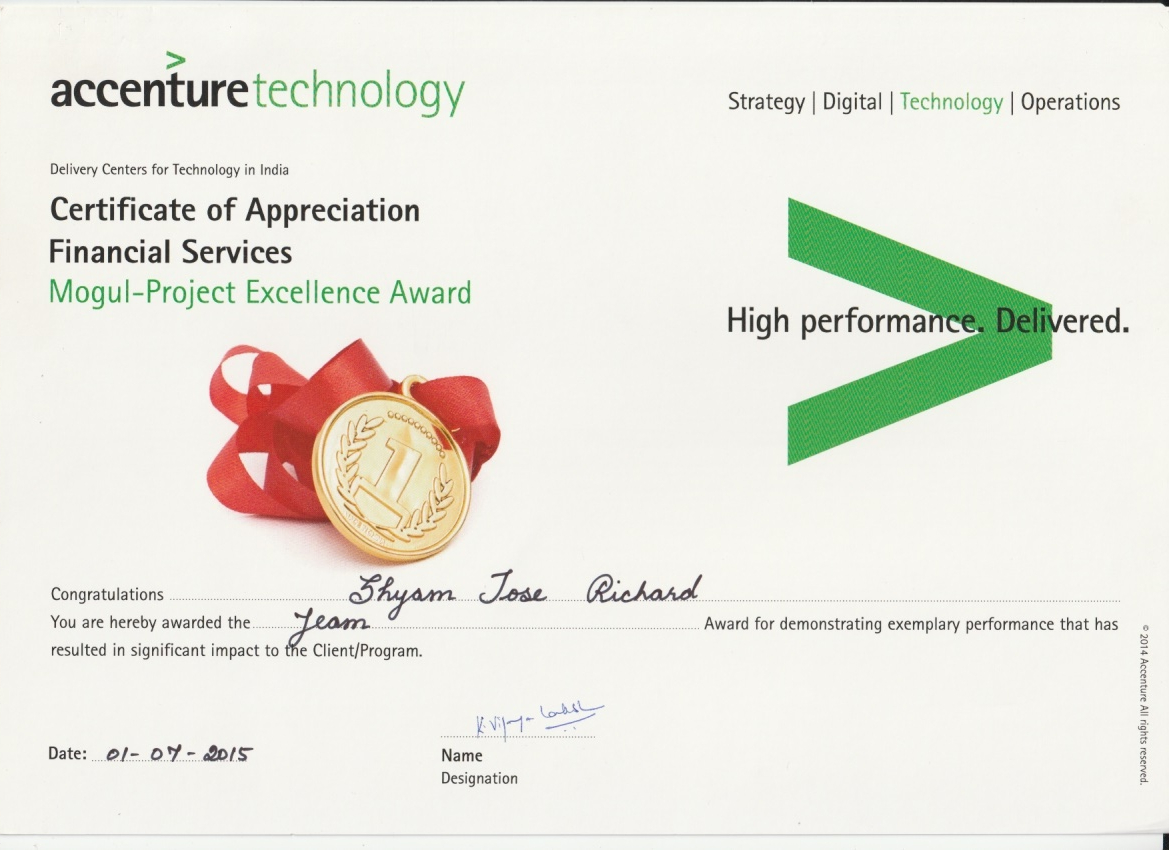 accenturetechnology
Strategy | Digital | Technology | Operations
Delivery Centers for Technology in India
Certificate of Appreciation
Financial Services
Mogul-Project Excellence Award
High performance. Delivered.
1
Congratulations Shyam Jose Richard
You are hereby awarded the Team Award for demonstrating exemplary performance that has
resulted in significant impact to the Client/Program.
Date: 01-07-2015
Name
Designation
© 2014 Accenture All rights reserved.